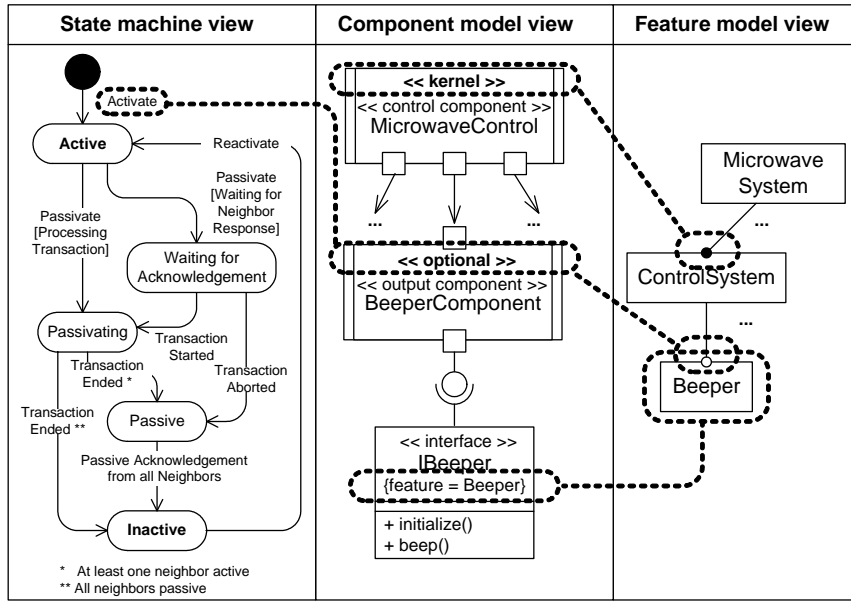 State machine view
Component model view
Feature model view
Activate
Active
Reactivate
Passivate
[Processing
Transaction]
Passivate
[Waiting for
Neighbor
Response]
Waiting for
Acknowledgement
Passivating
Transaction
Started
Transaction
Ended *
Transaction
Aborted
Transaction
Ended **
Passive
Passive Acknowledgement
from all Neighbors
Inactive
* At least one neighbor active
** All neighbors passive
<< kernel >>
<< control component >>
MicrowaveControl
...
...
<< optional >>
<< output component >>
BeeperComponent
<< interface >>
IBeeper
{feature = Beeper}
+ initialize()
+ beep()
Microwave
System
...
ControlSystem
...
Beeper